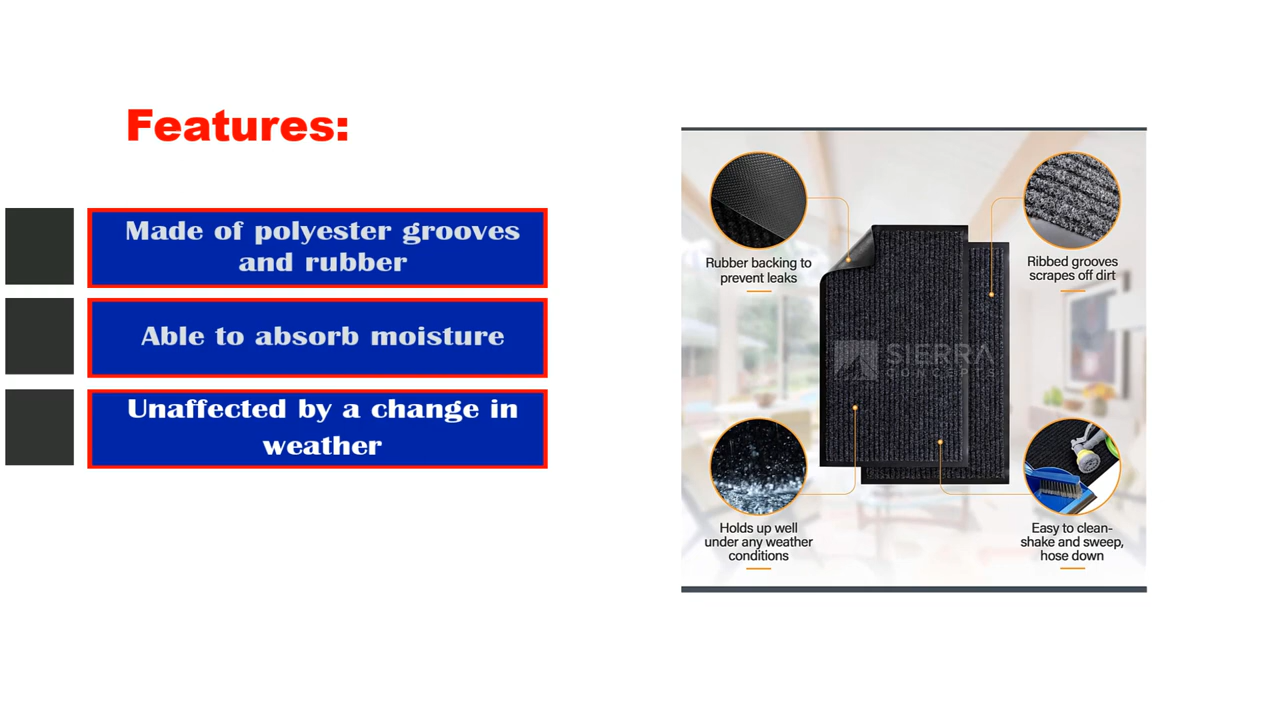 Features:
Made of polyester grooves
and rubber
Able to absorb moisture
Unaffected by a change in
weather
Rubber backing to
prevent leaks
Ribbed grooves
scrapes off dirt
SIERRA
CONCEPTS
Holds up well
under any weather
conditions
Easy to clean-
shake and sweep,
hose down